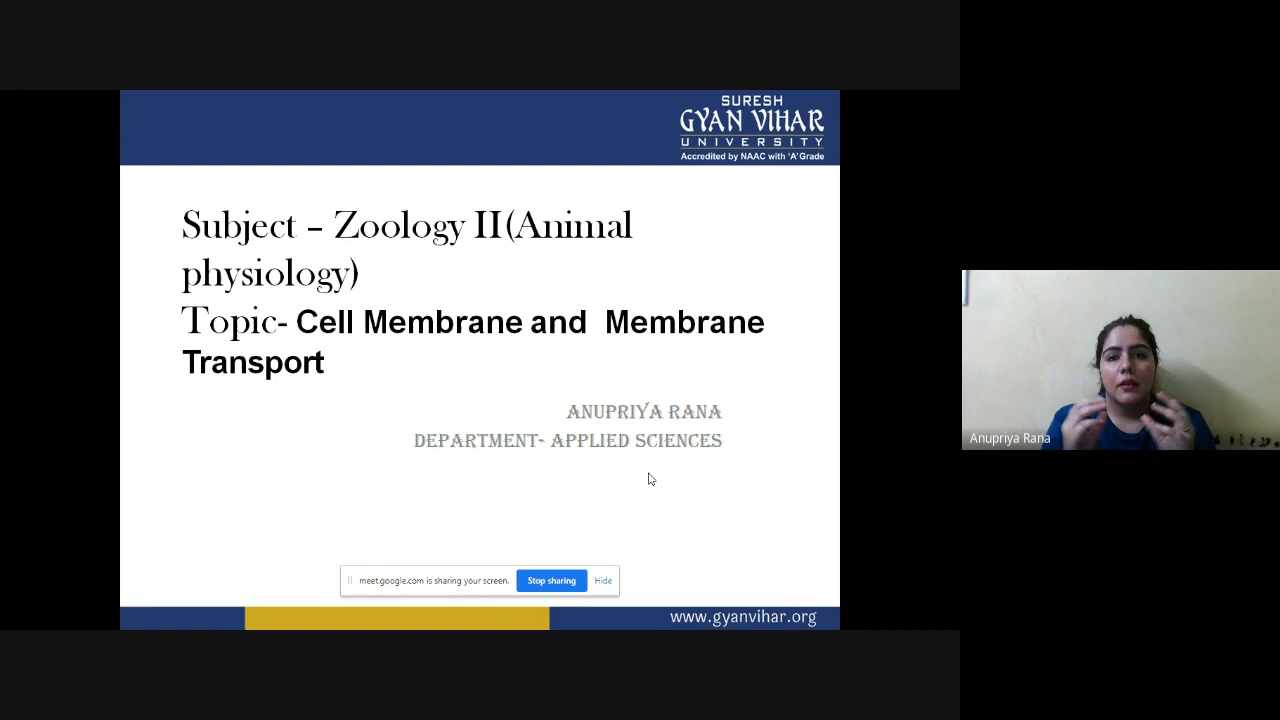 SURESH
GYAN VIHAR
UNIVERSITY
Accredited by NAAC with 'A' Grade
Subject – Zoology II(Animal
physiology)
Topic- Cell Membrane and Membrane
Transport
ANUPRIYA RANA
DEPARTMENT- APPLIED SCIENCES
Anupriya Rana
meet.google.com is sharing your screen.
Stop sharing
Hide
www.gyanvihar.org